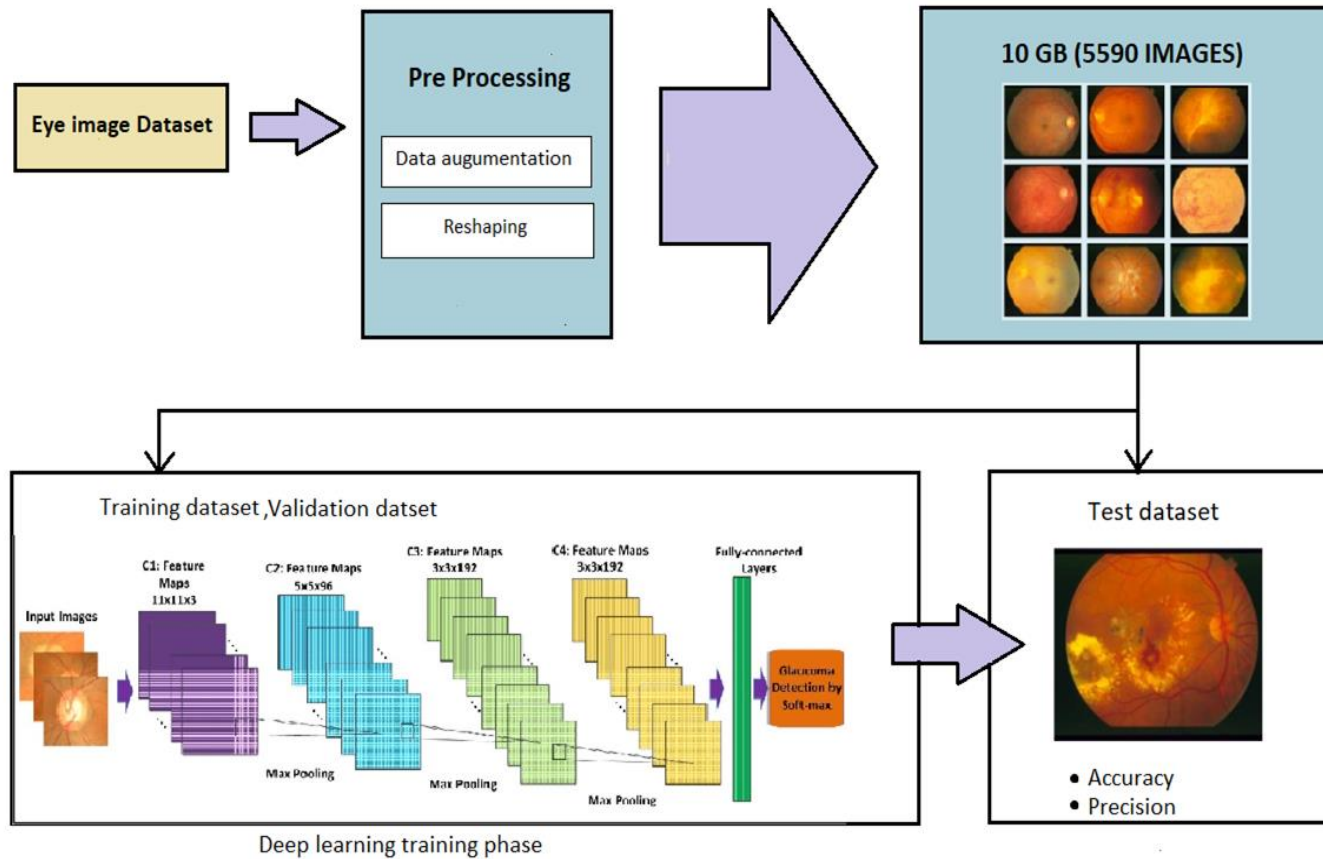 Eye image Dataset
Pre Processing
Data augumentation
Reshaping
10 GB (5590 IMAGES)
Training dataset ,Validation datset
Input Images
C1: Feature
Maps
11x11x3
C2: Feature Maps
5x5x96
C3: Feature Maps
3x3x192
C4: Feature Maps
3x3x192
Fully-connected
Layers
Max Pooling
Max Pooling
Max Pooling
Glaucoma
Detection by
Soft-max
Deep learning training phase
Test dataset
• Accuracy
• Precision